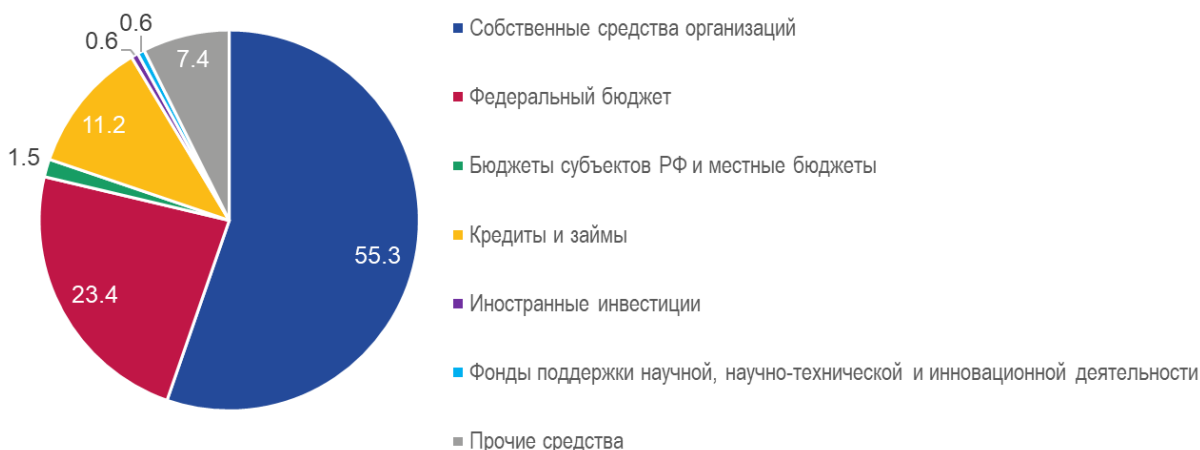 0.6
0.6
7.4
11.2
1.5
23.4
55.3
Собственные средства организаций
Федеральный бюджет
Бюджеты субъектов РФ и местные бюджеты
Кредиты и займы
Иностранные инвестиции
Фонды поддержки научной, научно-технической и инновационной деятельности
Прочие средства